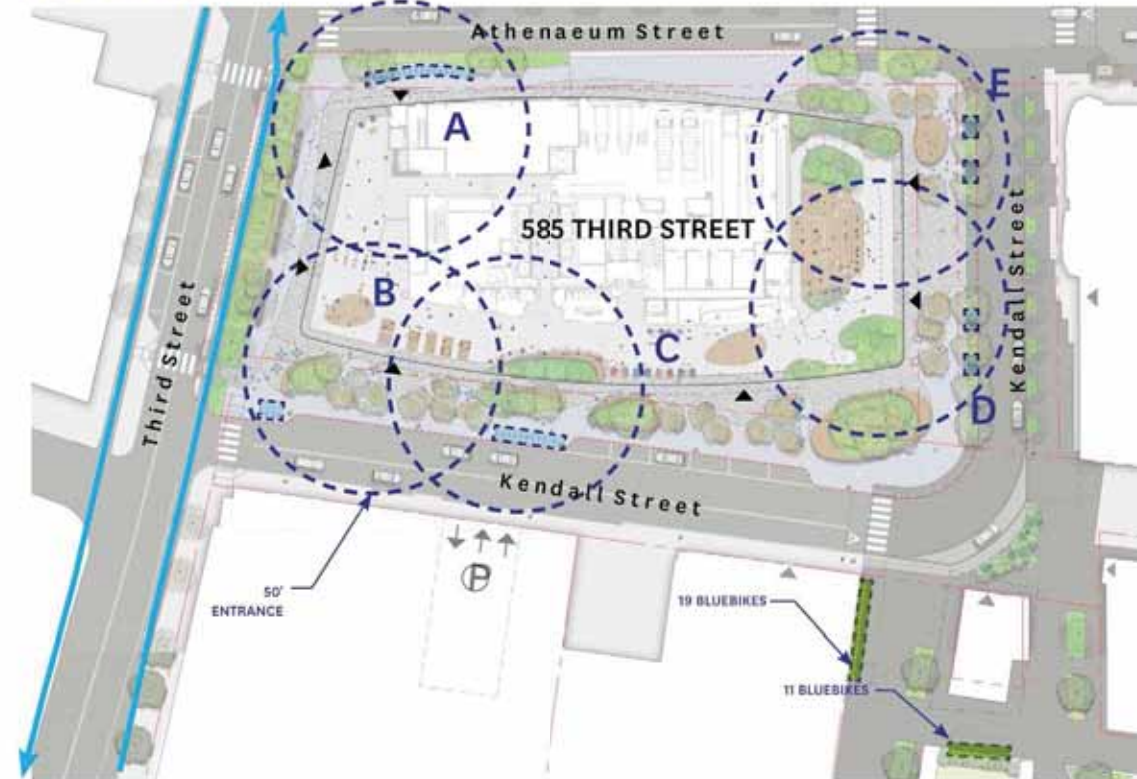 Athenaeum Street
A
E
585 THIRD STREET
Kendall Street
B
C
D
Third Street
Kendall Street
50'
ENTRANCE
P
19 BLUEBIKES
11 BLUEBIKES